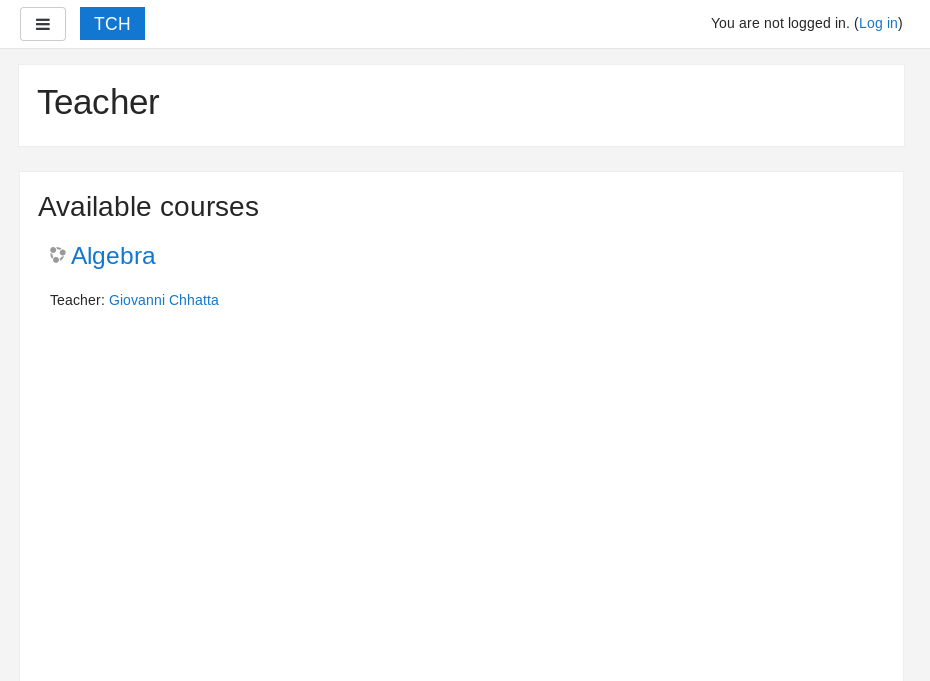 TCH
You are not logged in. (Log in)
Teacher
Available courses
Algebra
Teacher: Giovanni Chhatta